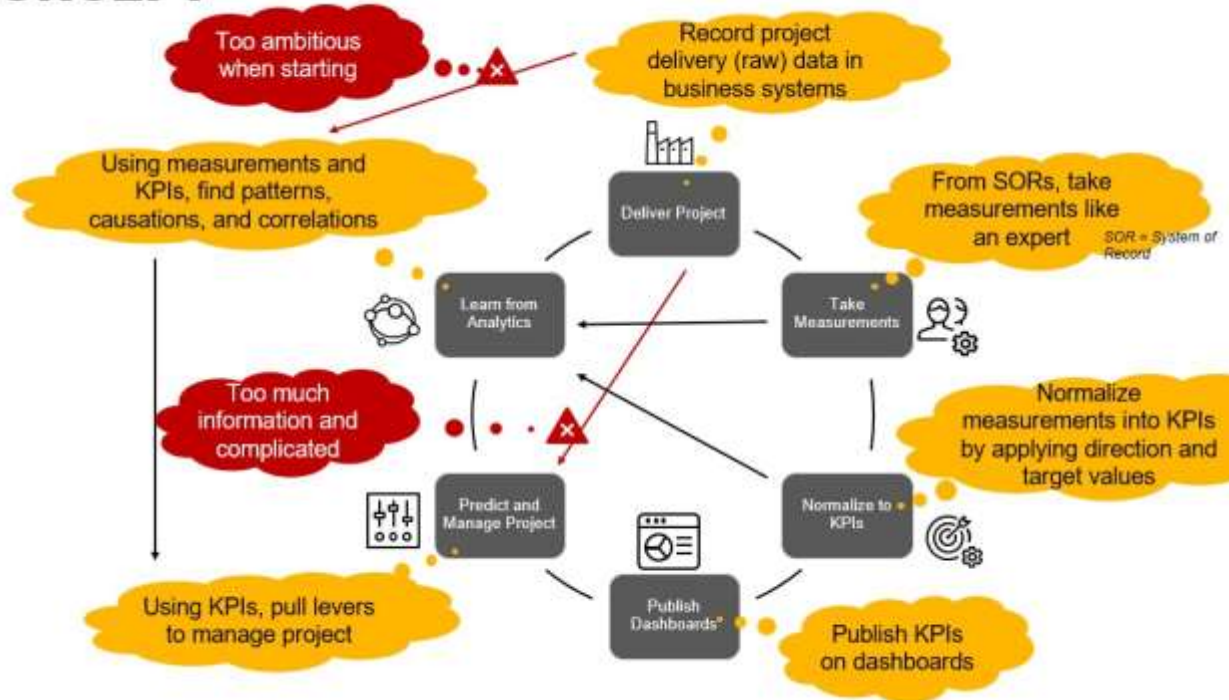 Too ambitious
when starting
Record project
delivery (raw) data in
business systems
Using measurements and
KPIs, find patterns,
causations, and correlations
Deliver Project
From SORs, take
measurements like
an expert
SOR = System of
Record
Learn from
Analytics
Take
Measurements
Too much
information and
complicated
Normalize
measurements into KPIs
by applying direction and
target values
Predict and
Manage Project
Normalize to
KPIs
Using KPIs, pull levers
to manage project
Publish
Dashboards
Publish KPIs
on dashboards